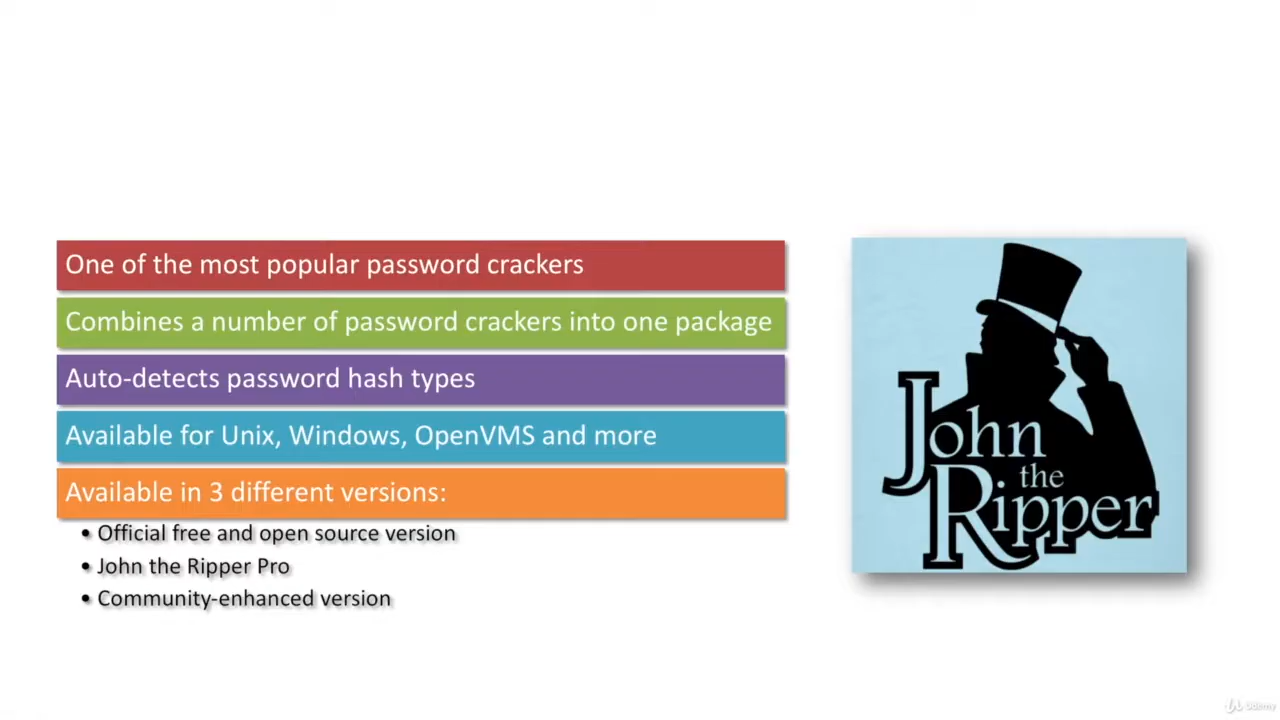 One of the most popular password crackers
Combines a number of password crackers into one package
Auto-detects password hash types
Available for Unix, Windows, OpenVMS and more
Available in 3 different versions:
• Official free and open source version
• John the Ripper Pro
• Community-enhanced version
John
the
Ripper
Udemy